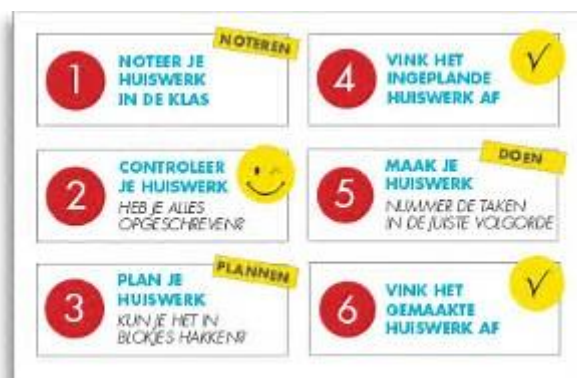 1
NOTEREN
NOTEER JE
HUISWERK
IN DE KLAS
2
CONTROLEER
JE HUISWERK
HEB JE ALLES
OPGESCHREVEN?
3
PLANNEN
PLAN JE
HUISWERK
KUN JE HET IN
BLOKJES HAKKEN?
4
VINK HET
INGEPLANDE
HUISWERK AF
5
DOEN
MAAK JE
HUISWERK
NUMMER DE TAKEN
IN DE JUISTE VOLGORDE
6
VINK HET
GEMAAKTE
HUISWERK AF